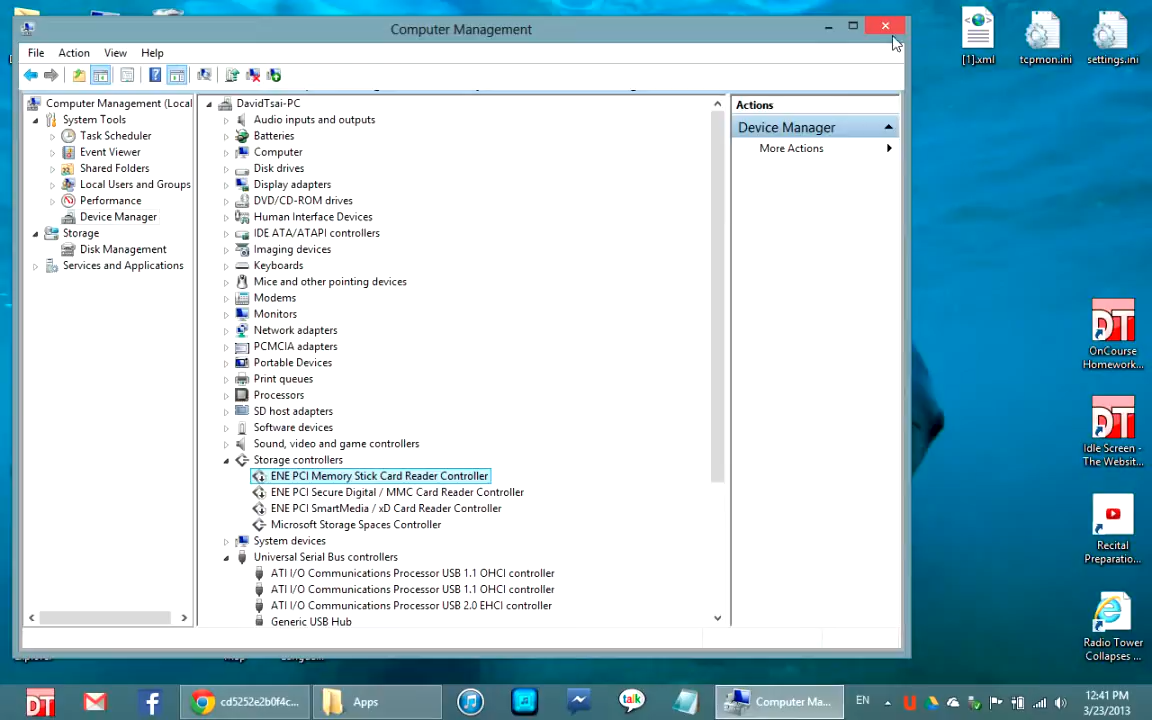 Computer Management
File Action View Help
Computer Management (Local
System Tools
Task Scheduler
Event Viewer
Shared Folders
Local Users and Groups
Performance
Device Manager
Storage
Disk Management
Services and Applications
DavidTsai-PC
Audio inputs and outputs
Batteries
Computer
Disk drives
Display adapters
DVD/CD-ROM drives
Human Interface Devices
IDE ATA/ATAPI controllers
Imaging devices
Keyboards
Mice and other pointing devices
Modems
Monitors
Network adapters
PCMCIA adapters
Portable Devices
Print queues
Processors
SD host adapters
Software devices
Sound, video and game controllers
Storage controllers
ENE PCI Memory Stick Card Reader Controller
ENE PCI Secure Digital / MMC Card Reader Controller
ENE PCI SmartMedia / xD Card Reader Controller
Microsoft Storage Spaces Controller
System devices
Universal Serial Bus controllers
ATI I/O Communications Processor USB 1.1 OHCI controller
ATI I/O Communications Processor USB 1.1 OHCI controller
ATI I/O Communications Processor USB 2.0 EHCI controller
Generic USB Hub
Actions
Device Manager
More Actions
[1].xml
tcpmon.ini
settings.ini
DT
OnCourse
Homework...
DT
Idle Screen -
The Websit...
Recital
Preparatio...
Radio Tower
Collapses ...
DT
cd5252e2b0f4c...
Apps
talk
Computer Ma...
EN
12:41 PM
3/23/2013